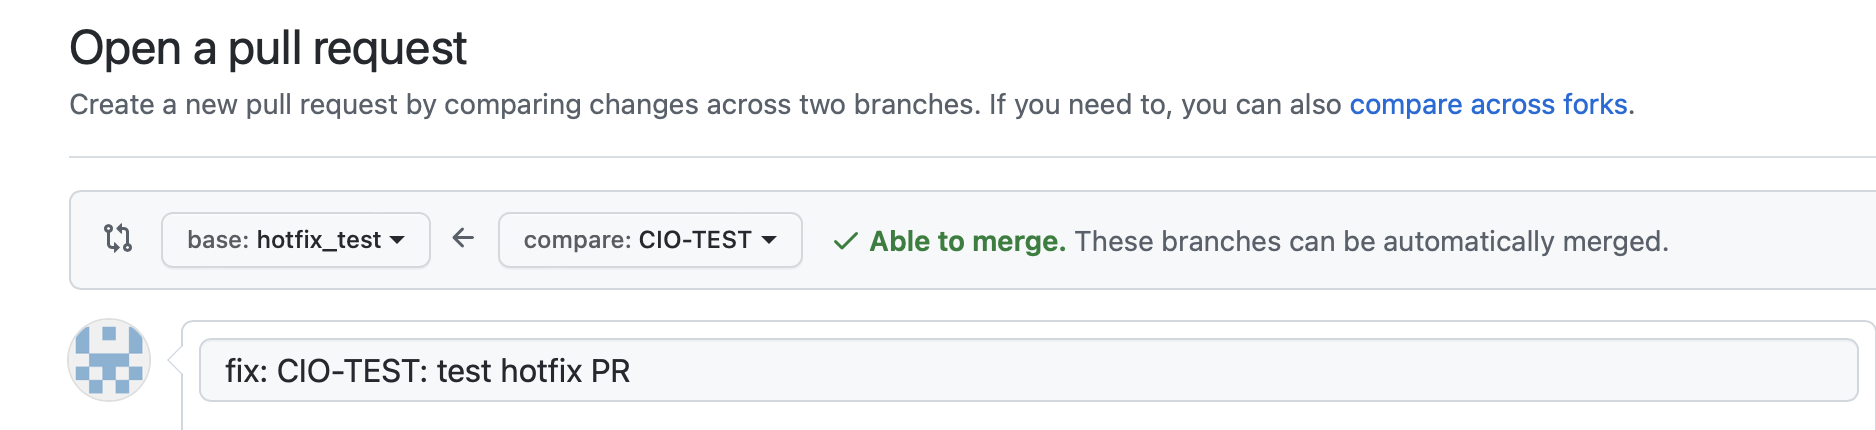 Open a pull request
Create a new pull request by comparing changes across two branches. If you need to, you can also compare across forks.
base: hotfix_test compare: CIO-TEST Able to merge. These branches can be automatically merged.
fix: CIO-TEST: test hotfix PR